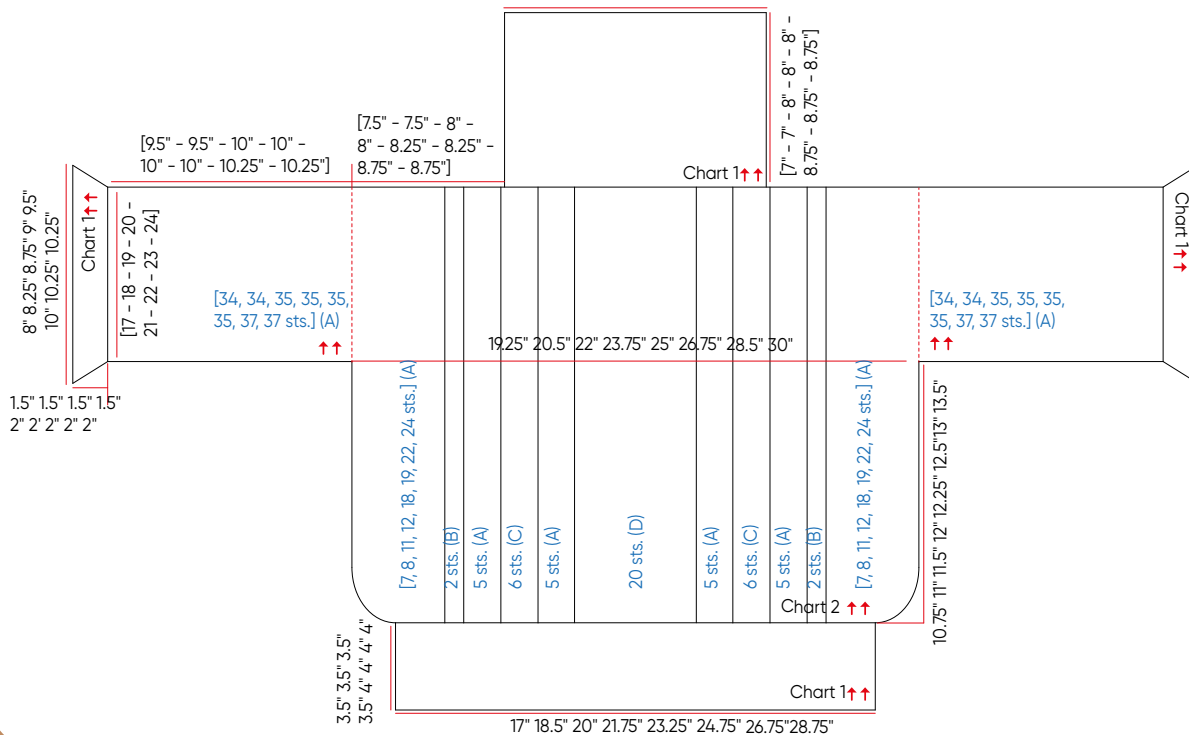 [7" - 7" - 8" - 8" - 8" -
8.75" - 8.75" - 8.75"]
[7.5" - 7.5" - 8" -
8" - 8.25" - 8.25" -
8.75" - 8.75"]
[9.5" - 9.5" - 10" - 10" -
10" - 10" - 10.25" - 10.25"]
Chart 1
8" 8.25" 8.75" 9" 9.5"
10" 10.25" 10.25"
Chart 1
[17 - 18 - 19 - 20 -
21 - 22 - 23 - 24]
Chart 1
[34, 34, 35, 35, 35,
35, 37, 37 sts.] (A)
[34, 34, 35, 35, 35,
35, 37, 37 sts.] (A)
19.25" 20.5" 22" 23.75" 25" 26.75" 28.5" 30"
1.5" 1.5" 1.5" 1.5"
2" 2' 2" 2" 2"
[7, 8, 11, 12, 18, 19, 22, 24 sts.] (A)
2 sts. (B)
5 sts. (A)
6 sts. (C)
5 sts. (A)
20 sts. (D)
5 sts. (A)
6 sts. (C)
5 sts. (A)
2 sts. (B)
[7, 8, 11, 12, 18, 19, 22, 24 sts.] (A)
10.75" 11" 11.5" 12" 12.25" 12.5"13" 13.5"
Chart 2
3.5" 3.5" 3.5"
3.5" 4" 4" 4" 4"
Chart 1
17" 18.5" 20" 21.75" 23.25" 24.75" 26.75"28.75"